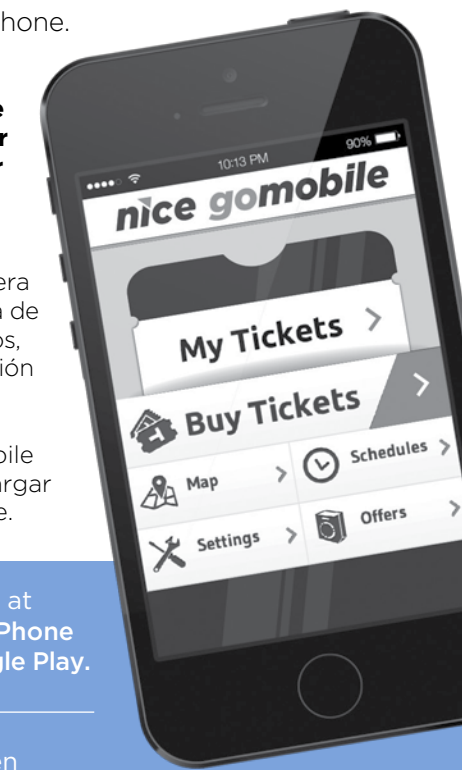 hone.
e
r
r
era
a de
os,
ión
bile
argar
e.
at
Phone
gle Play.
en
10:13 PM
90%
nice gomobile
My Tickets
Buy Tickets
Map
Schedules
Settings
Offers